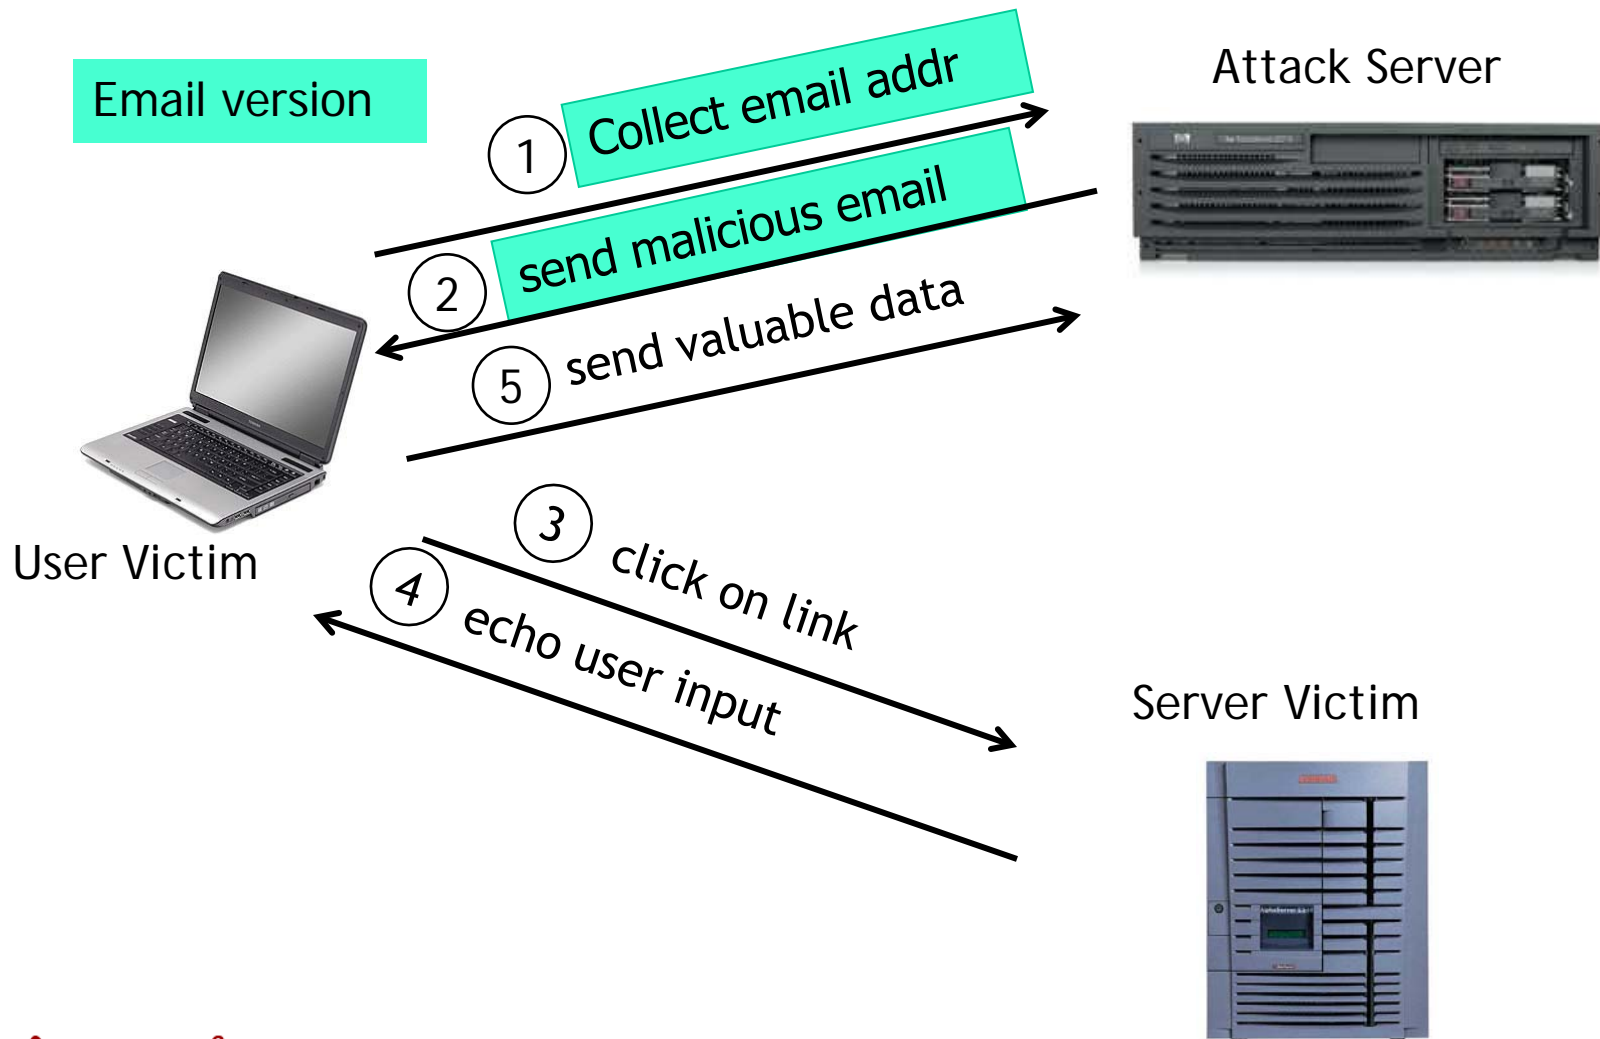 Email version
Attack Server
1 Collect email addr
2 send malicious email
5 send valuable data
User Victim
3 click on link
4 echo user input
Server Victim